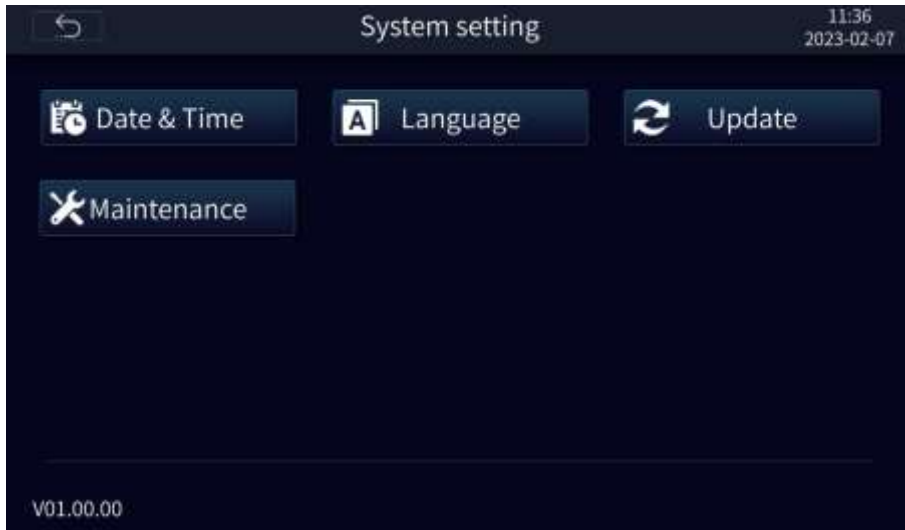 System setting
11:36
2023-02-07
Date & Time
A Language
Update
Maintenance
V01.00.00